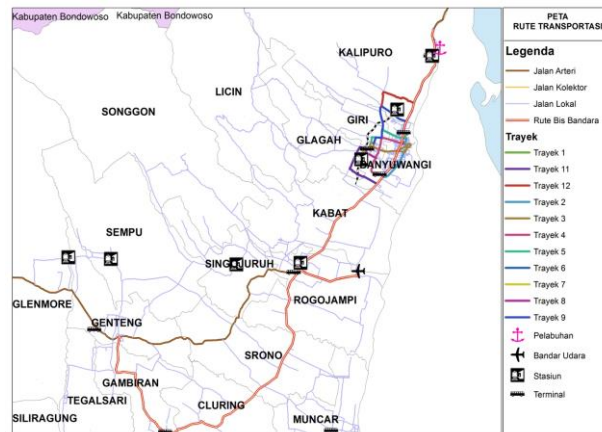 Kabupaten Bondowoso
Kabupaten Bondowoso
KALIPURO
LICIN
SONGGON
GIRI
GLAGAH
BANYUWANGI
KABAT
SEMPU
SINGOJURUH
ROGOJAMPI
GLENMORE
GENTENG
SRONO
GAMBIRAN
TEGALSARI
CLURING
SILIRAGUNG
MUNCAR
PETA
RUTE TRANSPORTASI
Legenda
Jalan Arteri
Jalan Kolektor
Jalan Lokal
Rute Bis Bandara
Trayek
Trayek 1
Trayek 11
Trayek 12
Trayek 2
Trayek 3
Trayek 4
Trayek 5
Trayek 6
Trayek 7
Trayek 8
Trayek 9
Pelabuhan
Bandar Udara
Stasiun
Terminal